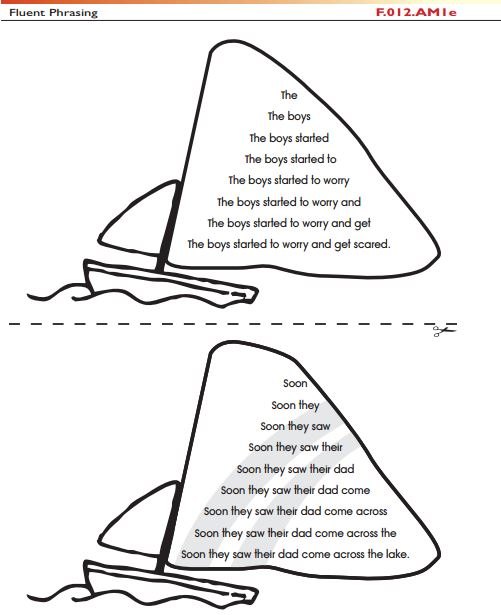 Fluent Phrasing F.012.AM1e
The
The boys
The boys started
The boys started to
The boys started to worry
The boys started to worry and
The boys started to worry and get
The boys started to worry and get scared.
Soon
Soon they
Soon they saw
Soon they saw their
Soon they saw their dad
Soon they saw their dad come
Soon they saw their dad come across
Soon they saw their dad come across the
Soon they saw their dad come across the lake.